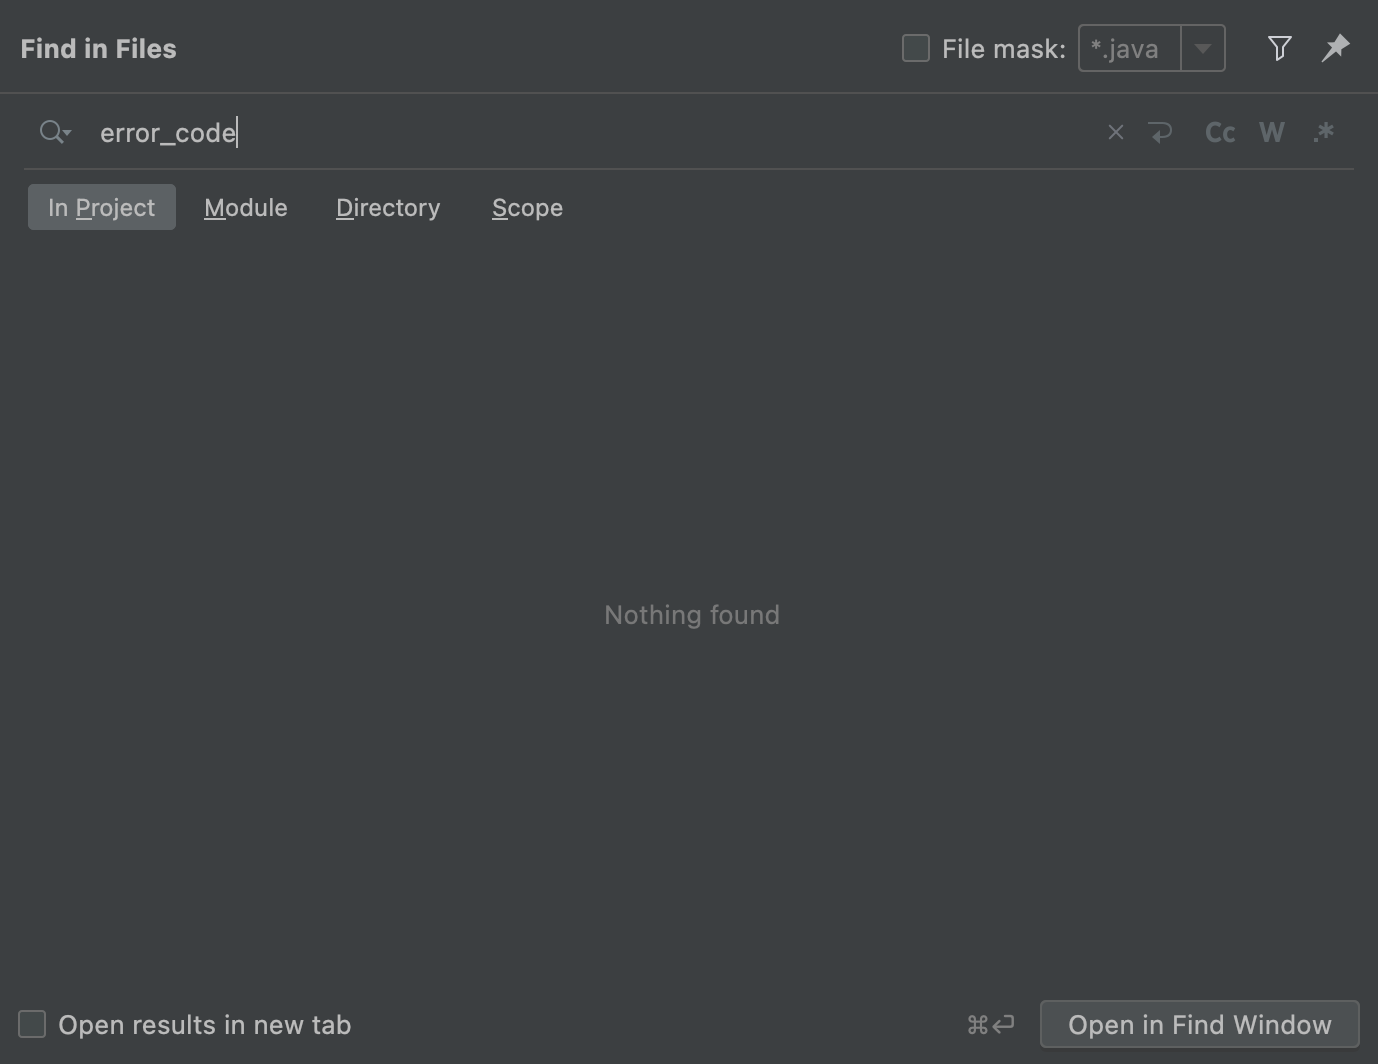 Find in Files
File mask: *.java
error_code
Cc W .*
In Project Module Directory Scope
Nothing found
Open results in new tab
⌘↩ Open in Find Window